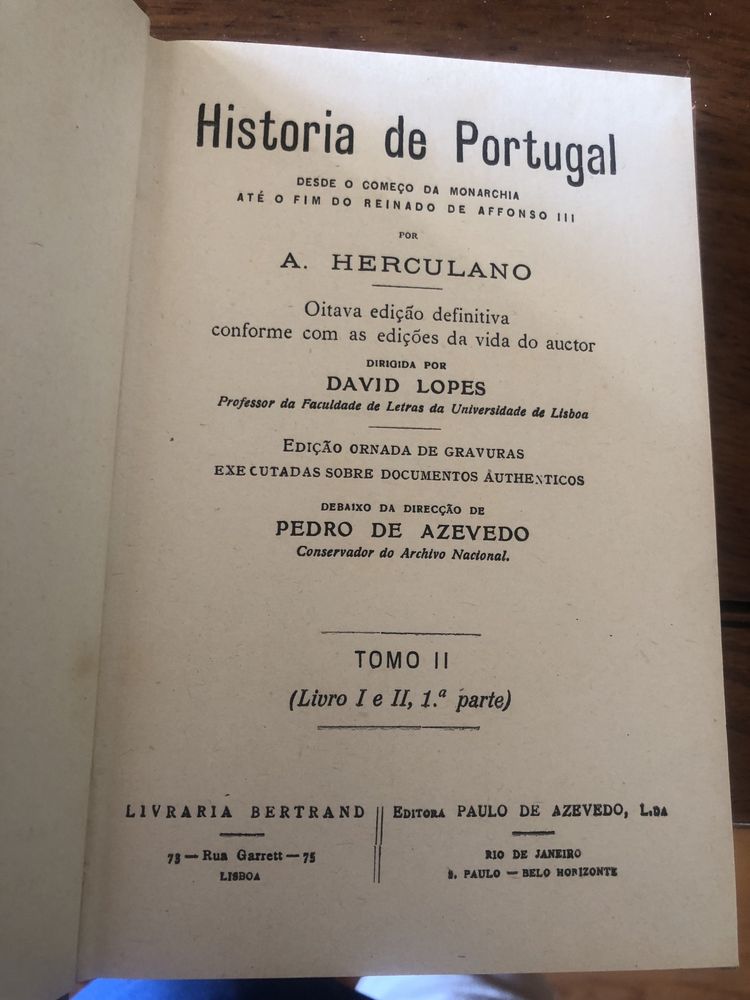 Historia de Portugal
DESDE O COMEÇO DA MONARCHIA
ATÉ O FIM DO REINADO DE AFFONSO III
POR
A. HERCULANO
Oitava edição definitiva
conforme com as edições da vida do auctor
DIRIGIDA POR
DAVID LOPES
Professor da Faculdade de Letras da Universidade de Lisboa
EDIÇÃO ORNADA DE GRAVURAS
EXECUTADAS SOBRE DOCUMENTOS AUTHENTICOS
DEBAIXO DA DIRECÇÃO DE
PEDRO DE AZEVEDO
Conservador do Archivo Nacional.
TOMO II
(Livro I e II, 1.ª parte)
LIVRARIA BERTRAND
73 — Rua Garrett — 75
LISBOA
EDITORA PAULO DE AZEVEDO, L.DA
RIO DE JANEIRO
S. PAULO — BELO HORIZONTE